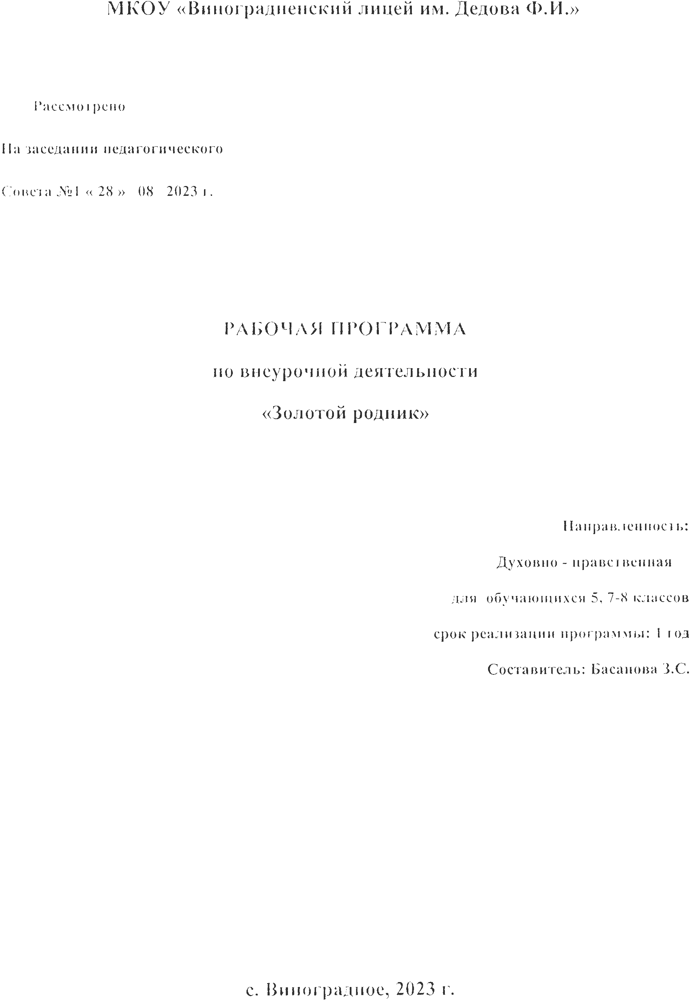 МКОУ «Виноградненский лицей им. Дедова Ф.И.»
Рассмотрено
На заседании педагогического
Совета №1 « 28 » 08 2023 г.
РАБОЧАЯ ПРОГРАММА
по внеурочной деятельности
«Золотой родник»
Направленность:
Духовно - нравственная
для обучающихся 5, 7-8 классов
срок реализации программы: 1 год
Составитель: Басанова З.С.
с. Виноградное, 2023 г.